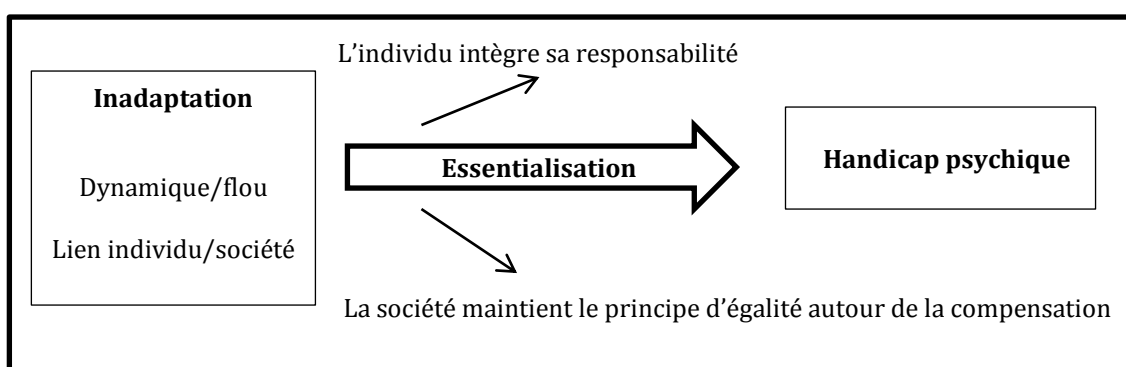 L’individu intègre sa responsabilité
Inadaptation
Dynamique/flou
Lien individu/société
Essentialisation
Handicap psychique
La société maintient le principe d’égalité autour de la compensation